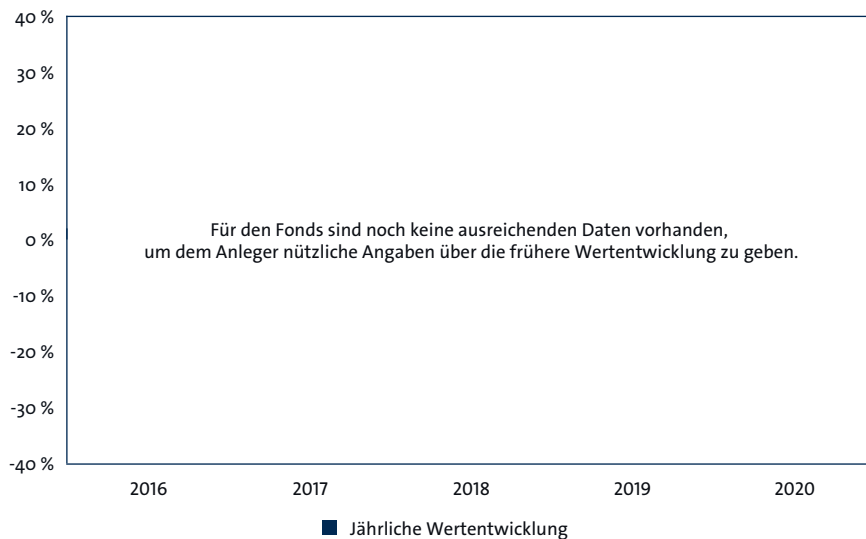 40 %
30 %
20 %
10 %
0 %
-10 %
-20 %
-30 %
-40 %
Für den Fonds sind noch keine ausreichenden Daten vorhanden,
um dem Anleger nützliche Angaben über die frühere Wertentwicklung zu geben.
2016 2017 2018 2019 2020
Jährliche Wertentwicklung